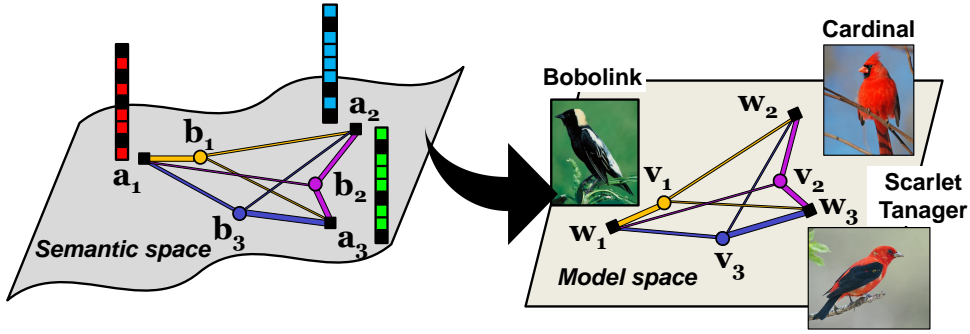 a₁
b₁
a₂
b₂
b₃
a₃
Semantic space
Bobolink
Cardinal
w₂
v₁
v₂
w₁
w₃
v₃
Scarlet
Tanager
Model space